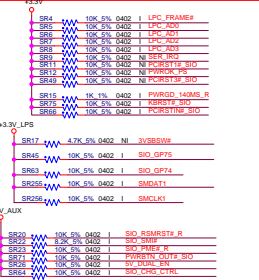 +3.3V
SR4 10K_5% 0402 I LPC_FRAME#
SR5 10K_5% 0402 I LPC_AD0
SR6 10K_5% 0402 I LPC_AD1
SR7 10K_5% 0402 I LPC_AD2
SR8 10K_5% 0402 I LPC_AD3
SR9 10K_5% 0402 NI SER_IRQ
SR11 10K_5% 0402 NI PCIRST1#_SIO
SR12 10K_5% 0402 NI PWROK_PS
SR49 10K_5% 0402 NI PCIRST3#_SIO
SR15 1K_1% 0402 I PWRGD_140MS_R
SR75 10K_5% 0402 I KBRST#_SIO
SR66 10K_5% 0402 I PCIRSTIN#_SIO
+3.3V_LPS
SR17 4.7K_5% 0402 NI 3VSBSW#
SR45 10K_5% 0402 I SIO_GP75
SR63 10K_5% 0402 I SIO_GP74
SR255 10K_5% 0402 I SMDAT1
SR256 10K_5% 0402 I SMCLK1
V_AUX
SR20 10K_5% 0402 I SIO_RSMRST#_R
SR22 8.2K_5% 0402 I SIO_SMI#
SR23 10K_5% 0402 I SIO_PME#_R
SR71 10K_5% 0402 I PWRBTN_OUT#_SIO
SR26 10K_5% 0402 I 5V_DUAL_EN
SR64 10K_5% 0402 I SIO_CHG_CTRL